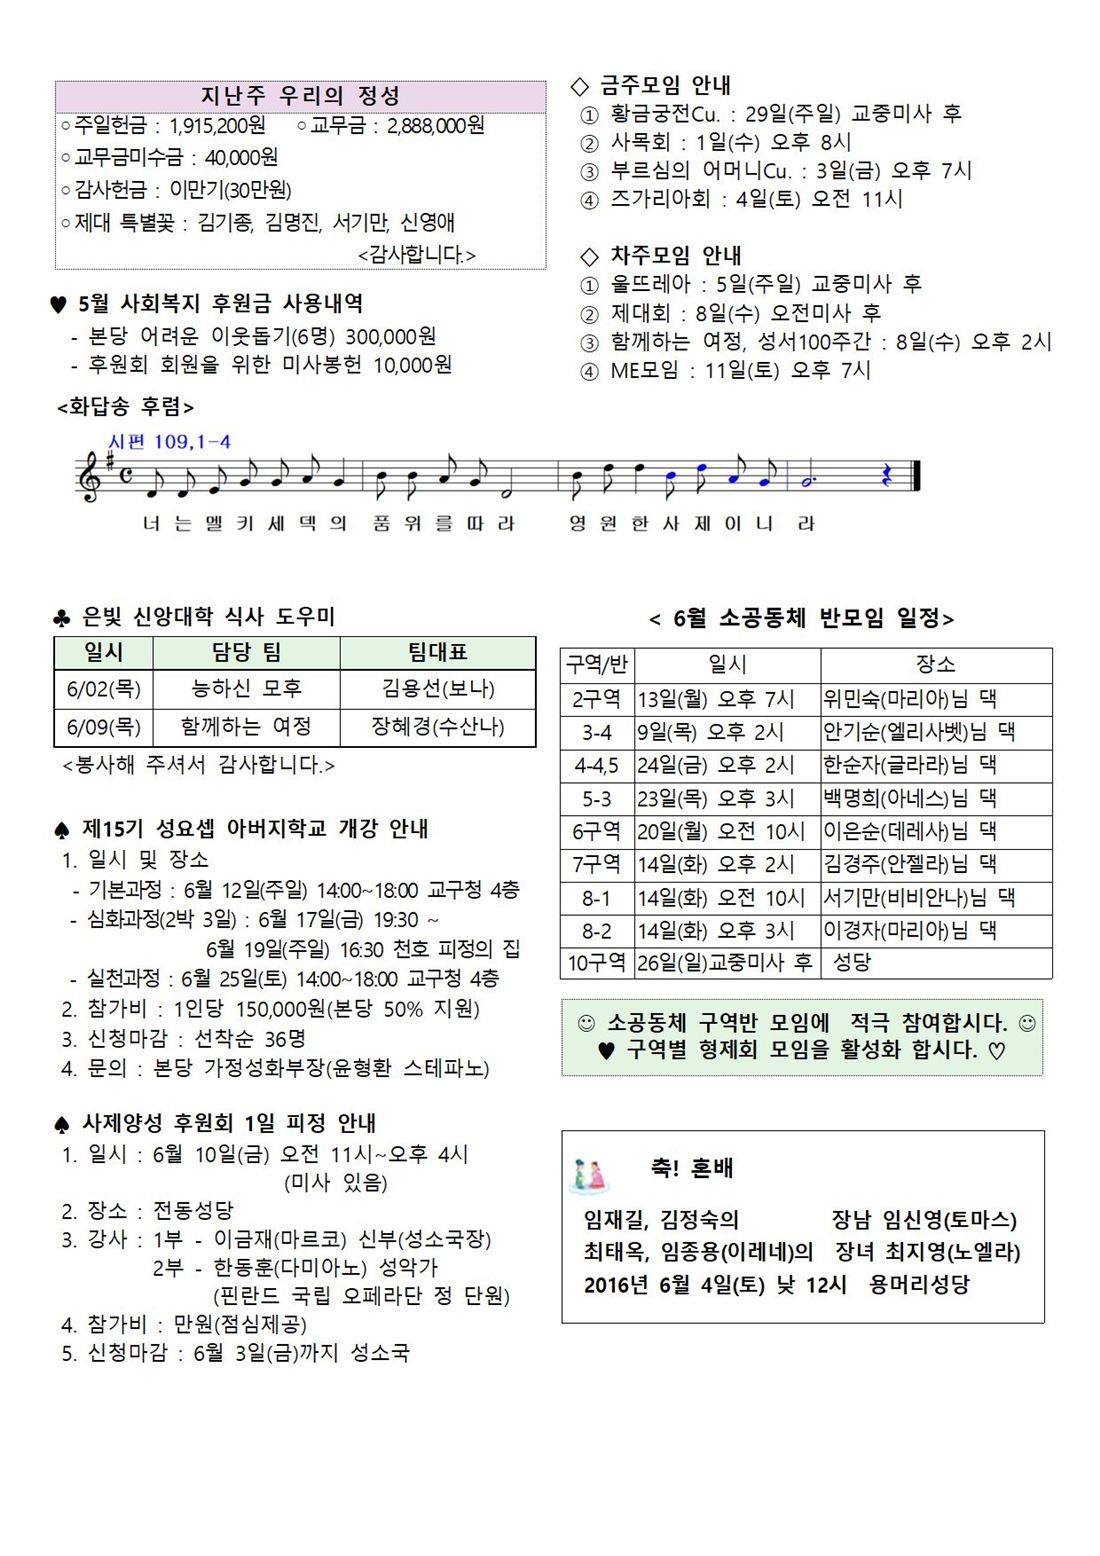 지난주 우리의 정성
○주일헌금 : 1,915,200원 ○교무금 : 2,888,000원
○교무금미수금 : 40,000원
○감사헌금 : 이만기(30만원)
○제대 특별꽃 : 김기종, 김명진, 서기만, 신영애
<감사합니다.>
♥ 5월 사회복지 후원금 사용내역
- 본당 어려운 이웃돕기(6명) 300,000원
- 후원회 회원을 위한 미사봉헌 10,000원
◇ 금주모임 안내
① 황금궁전Cu. : 29일(주일) 교중미사 후
② 사목회 : 1일(수) 오후 8시
③ 부르심의 어머니Cu. : 3일(금) 오후 7시
④ 즈가리아회 : 4일(토) 오전 11시
◇ 차주모임 안내
① 울뜨레아 : 5일(주일) 교중미사 후
② 제대회 : 8일(수) 오전미사 후
③ 함께하는 여정, 성서100주간 : 8일(수) 오후 2시
④ ME모임 : 11일(토) 오후 7시
<화답송 후렴>
시편 109,1-4
너 는 멜 키 세 덱 의 품 위 를 따 라 영 원 한 사 제 이 니 라
♣ 은빛 신앙대학 식사 도우미
일시 담당 팀 팀대표
6/02(목) 능하신 모후 김용선(보나)
6/09(목) 함께하는 여정 장혜경(수산나)
<봉사해 주셔서 감사합니다.>
♠ 제15기 성요셉 아버지학교 개강 안내
1. 일시 및 장소
- 기본과정 : 6월 12일(주일) 14:00~18:00 교구청 4층
- 심화과정(2박 3일) : 6월 17일(금) 19:30 ~
6월 19일(주일) 16:30 천호 피정의 집
- 실천과정 : 6월 25일(토) 14:00~18:00 교구청 4층
2. 참가비 : 1인당 150,000원(본당 50% 지원)
3. 신청마감 : 선착순 36명
4. 문의 : 본당 가정성화부장(윤형환 스테파노)
♠ 사제양성 후원회 1일 피정 안내
1. 일시 : 6월 10일(금) 오전 11시~오후 4시
(미사 있음)
2. 장소 : 전동성당
3. 강사 : 1부 - 이금재(마르코) 신부(성소국장)
2부 - 한동훈(다미아노) 성악가
(핀란드 국립 오페라단 정 단원)
4. 참가비 : 만원(점심제공)
5. 신청마감 : 6월 3일(금)까지 성소국
< 6월 소공동체 반모임 일정>
구역/반 일시 장소
2구역 13일(월) 오후 7시 위민숙(마리아)님 댁
3-4 9일(목) 오후 2시 안기순(엘리사벳)님 댁
4-4,5 24일(금) 오후 2시 한순자(글라라)님 댁
5-3 23일(목) 오후 3시 백명희(아네스)님 댁
6구역 20일(월) 오전 10시 이은순(데레사)님 댁
7구역 14일(화) 오후 2시 김경주(안젤라)님 댁
8-1 14일(화) 오전 10시 서기만(비비안나)님 댁
8-2 14일(화) 오후 3시 이경자(마리아)님 댁
10구역 26일(일)교중미사 후 성당
☺ 소공동체 구역반 모임에 적극 참여합시다. ☺
♥ 구역별 형제회 모임을 활성화 합시다. ♡
축! 혼배
임재길, 김정숙의 장남 임신영(토마스)
최태옥, 임종용(이레네)의 장녀 최지영(노엘라)
2016년 6월 4일(토) 낮 12시 용머리성당